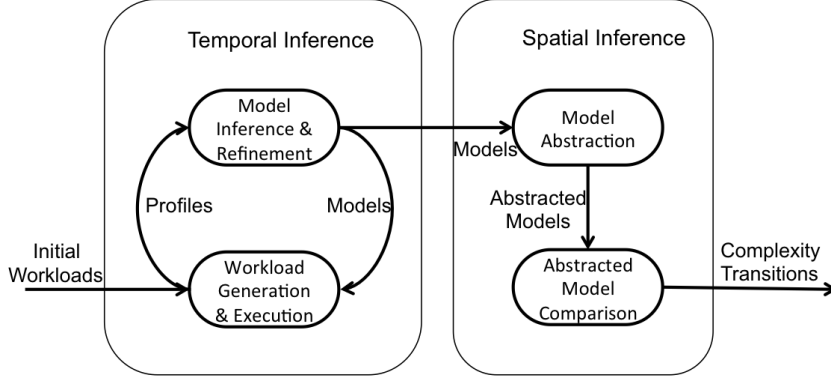 Temporal Inference
Spatial Inference
Model
Inference &
Refinement
Model
Abstraction
Models
Profiles
Models
Abstracted
Models
Initial
Workloads
Workload
Generation
& Execution
Abstracted
Model
Comparison
Complexity
Transitions